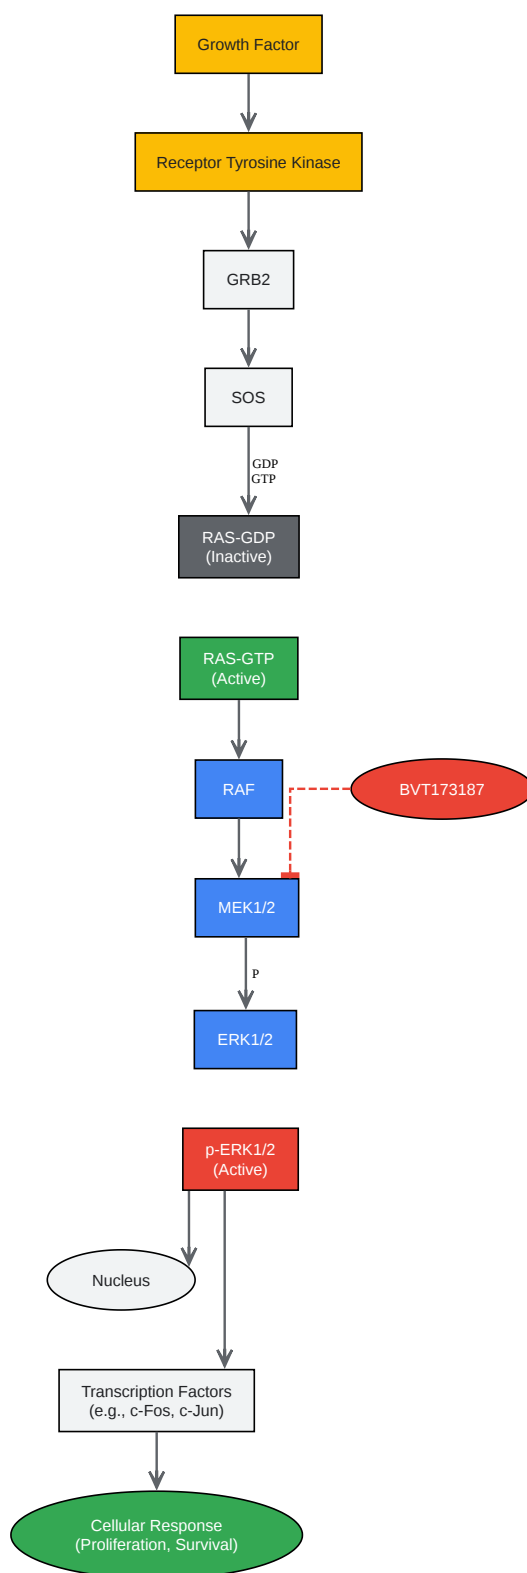 Growth Factor
Receptor Tyrosine Kinase
GRB2
SOS
GDP
GTP
RAS-GDP
(Inactive)
RAS-GTP
(Active)
RAF
BVT173187
MEK1/2
P
ERK1/2
p-ERK1/2
(Active)
Nucleus
Transcription Factors
(e.g., c-Fos, c-Jun)
Cellular Response
(Proliferation, Survival)